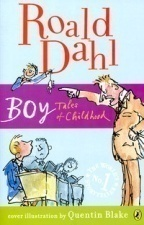 Roald
Dahl
BOY Tales of Childhood
cover illustration by Quentin Blake